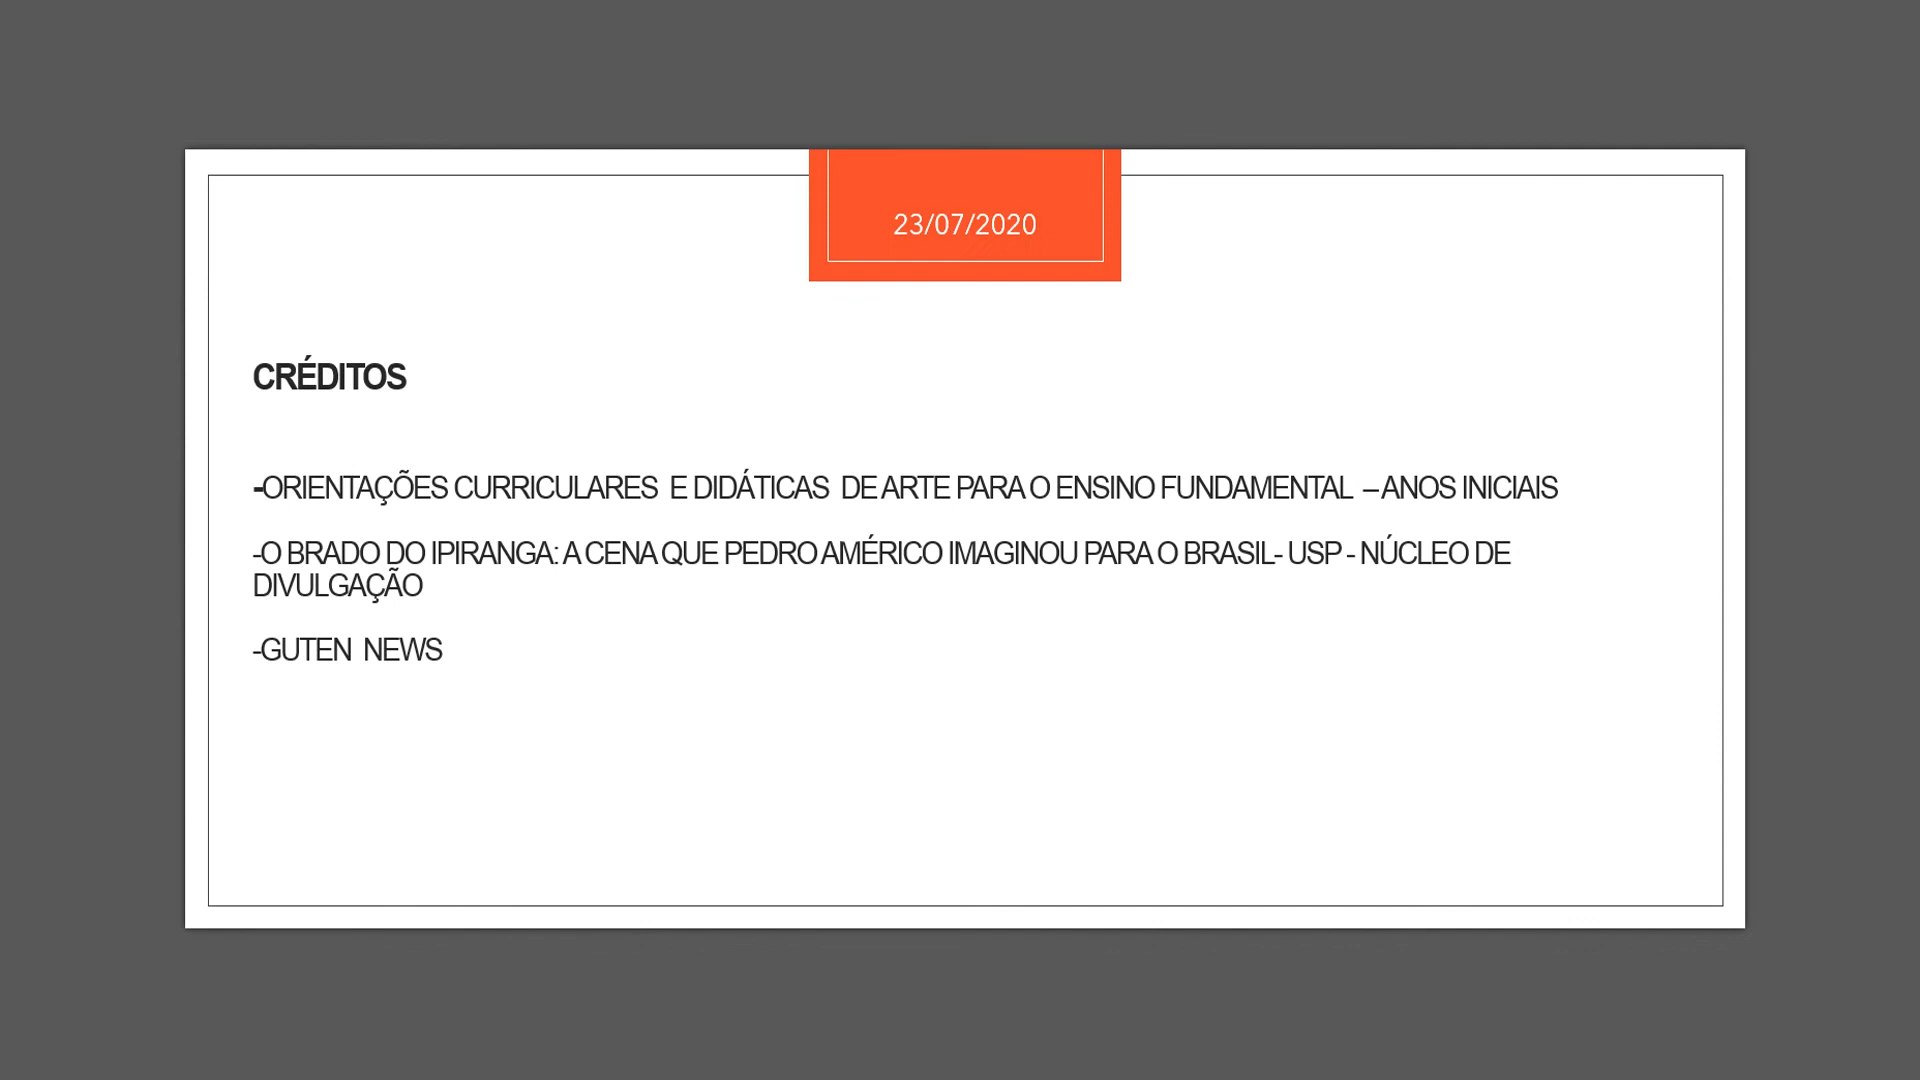 23/07/2020
CRÉDITOS
-ORIENTAÇÕES CURRICULARES E DIDÁTICAS DE ARTE PARA O ENSINO FUNDAMENTAL – ANOS INICIAIS
-O BRADO DO IPIRANGA: A CENA QUE PEDRO AMÉRICO IMAGINOU PARA O BRASIL- USP - NÚCLEO DE
DIVULGAÇÃO
-GUTEN NEWS